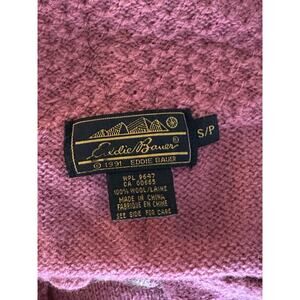 Eddie Bauer®
© 1991 EDDIE BAUER
S/P
WPL 9647
CA 00665
100% WOOL/LAINE
MADE IN CHINA
FABRIQUE EN CHINE
SEE SIDE FOR CARE